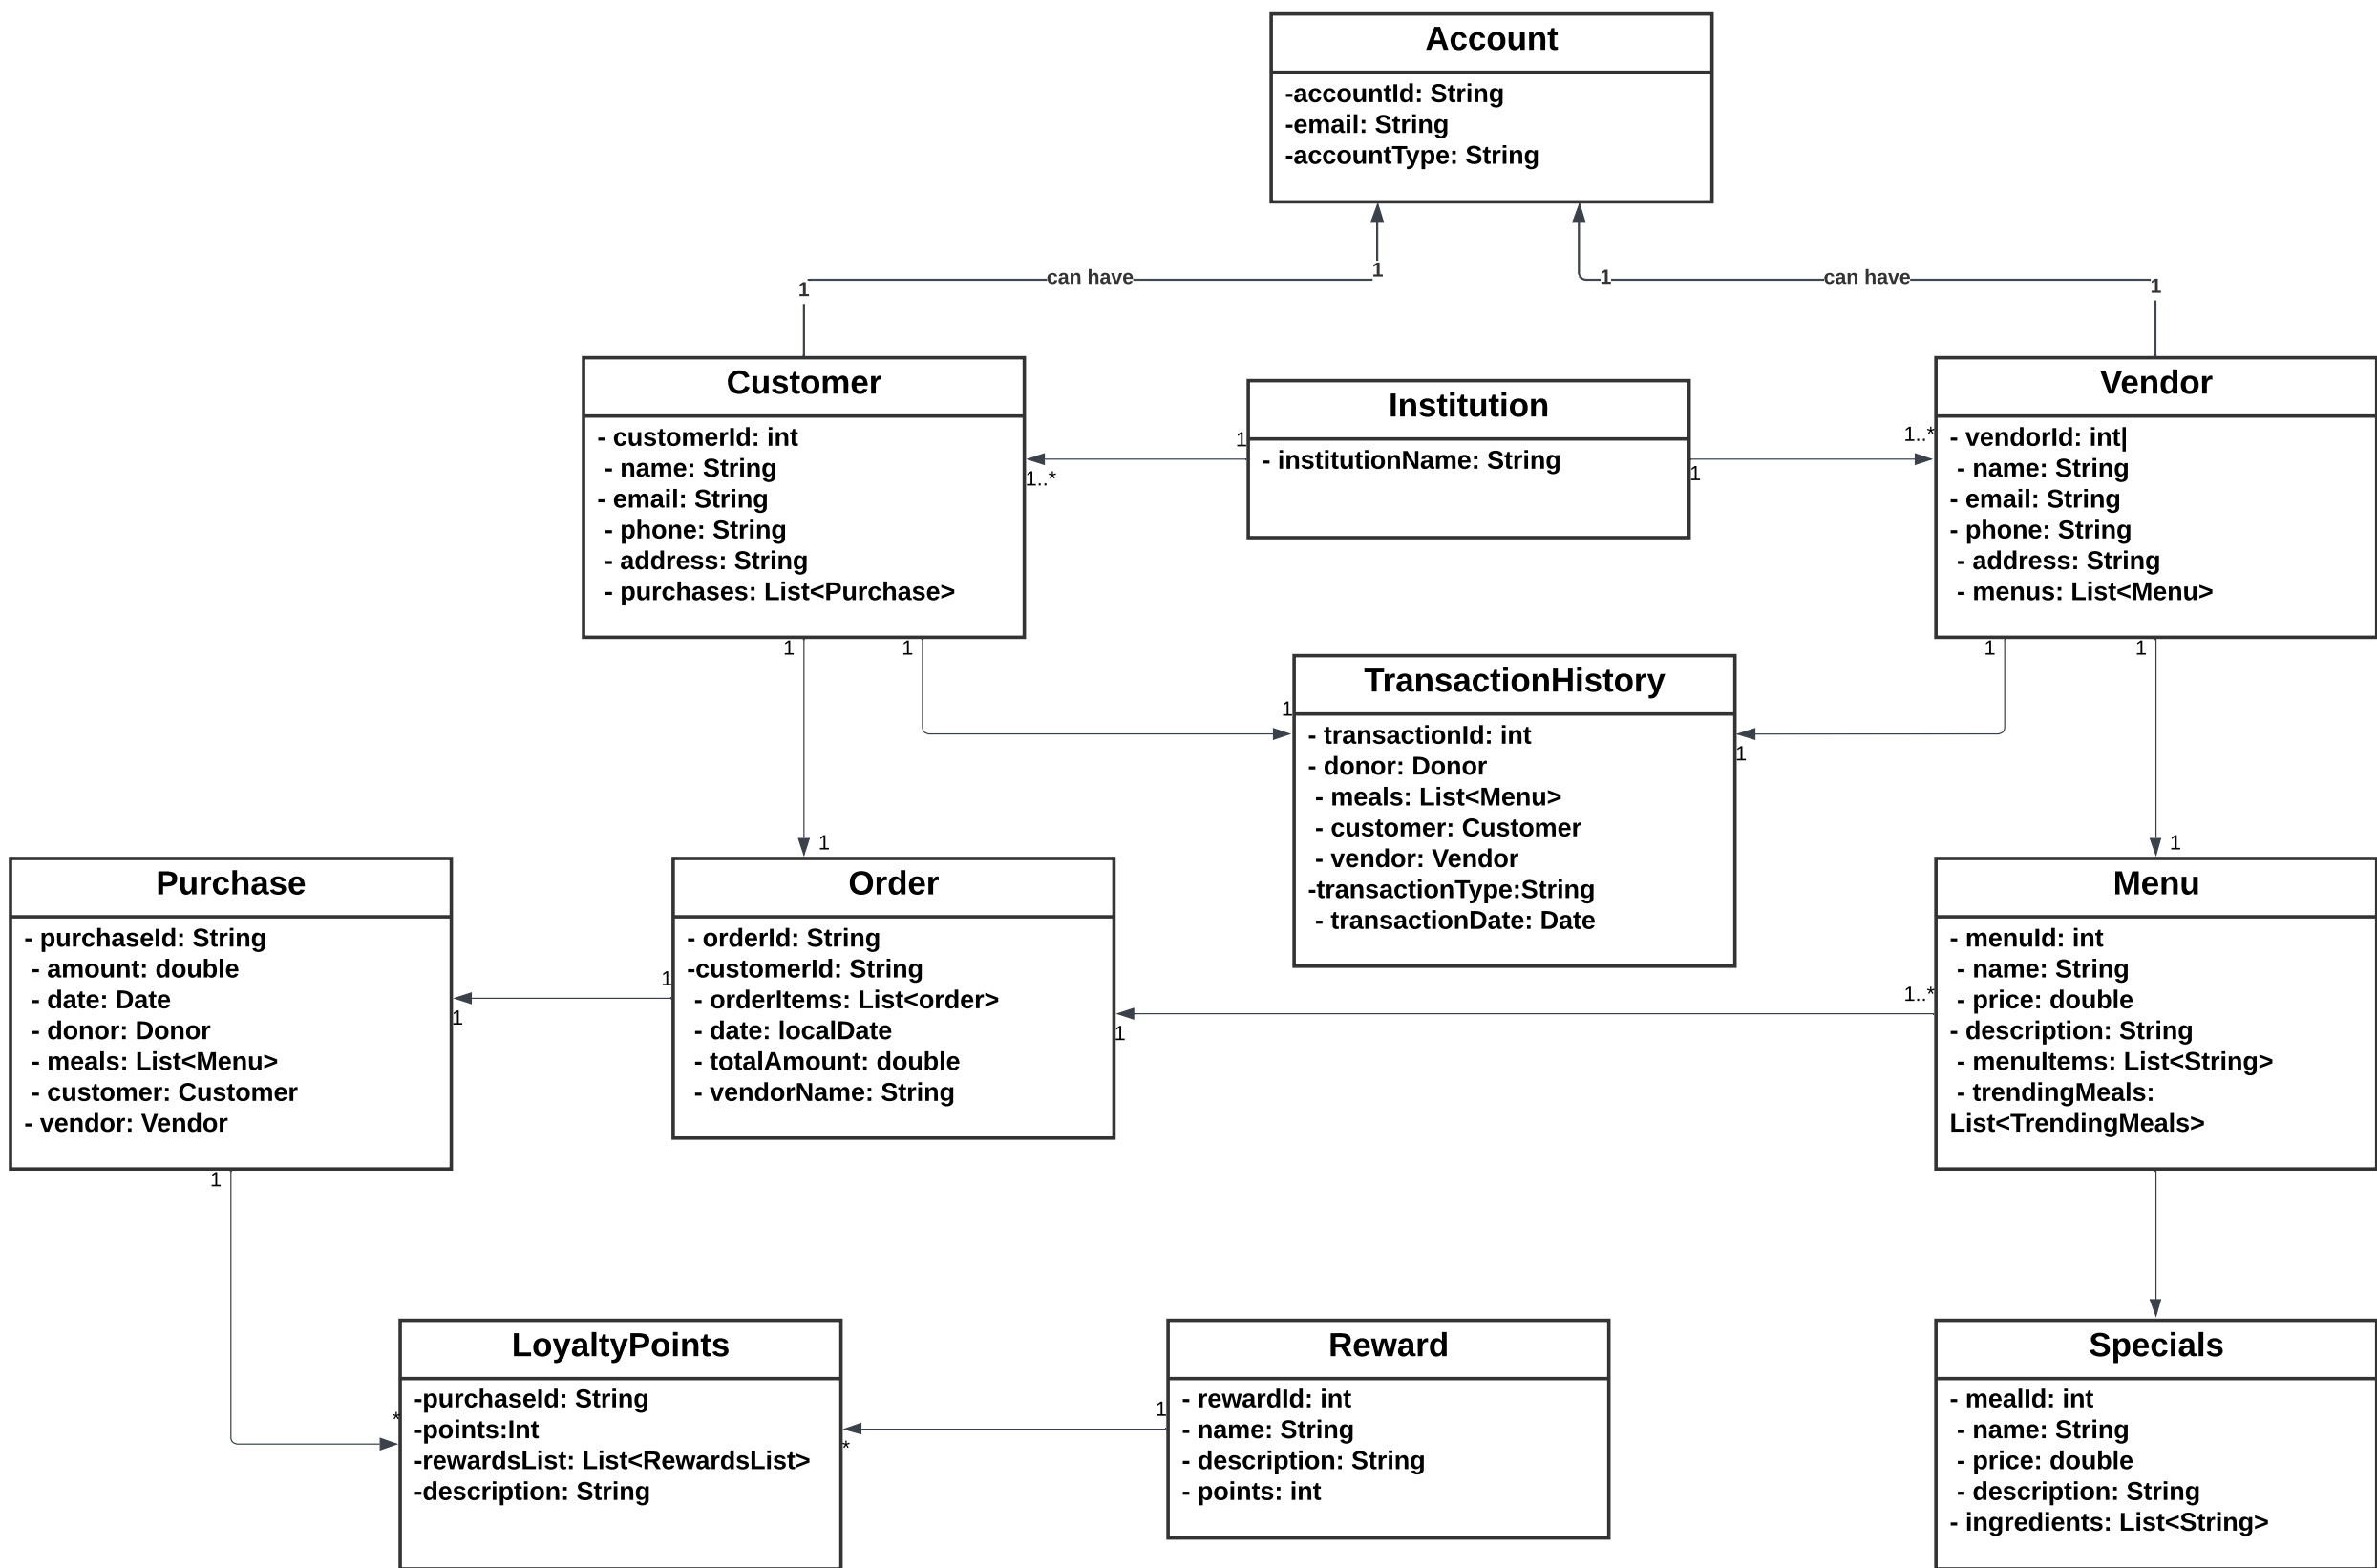 Account
-accountId: String
-email: String
-accountType: String
1
can have
1
1
can have
1
Customer
- customerId: int
- name: String
- email: String
- phone: String
- address: String
- purchases: List<Purchase>
1
1..*
Institution
- institutionName: String
1
1..*
Vendor
- vendorId: int|
- name: String
- email: String
- phone: String
- address: String
- menus: List<Menu>
1
1
1
1
1
1
TransactionHistory
- transactionId: int
- donor: Donor
- meals: List<Menu>
- customer: Customer
- vendor: Vendor
-transactionType:String
- transactionDate: Date
1
1
Purchase
- purchaseId: String
- amount: double
- date: Date
- donor: Donor
- meals: List<Menu>
- customer: Customer
- vendor: Vendor
1
1
Order
- orderId: String
-customerId: String
- orderItems: List<order>
- date: localDate
- totalAmount: double
- vendorName: String
1
1..*
Menu
- menuId: int
- name: String
- price: double
- description: String
- menuItems: List<String>
- trendingMeals:
List<TrendingMeals>
1
*
LoyaltyPoints
-purchaseId: String
-points:Int
-rewardsList: List<RewardsList>
-description: String
*
1
Reward
- rewardId: int
- name: String
- description: String
- points: int
Specials
- mealId: int
- name: String
- price: double
- description: String
- ingredients: List<String>